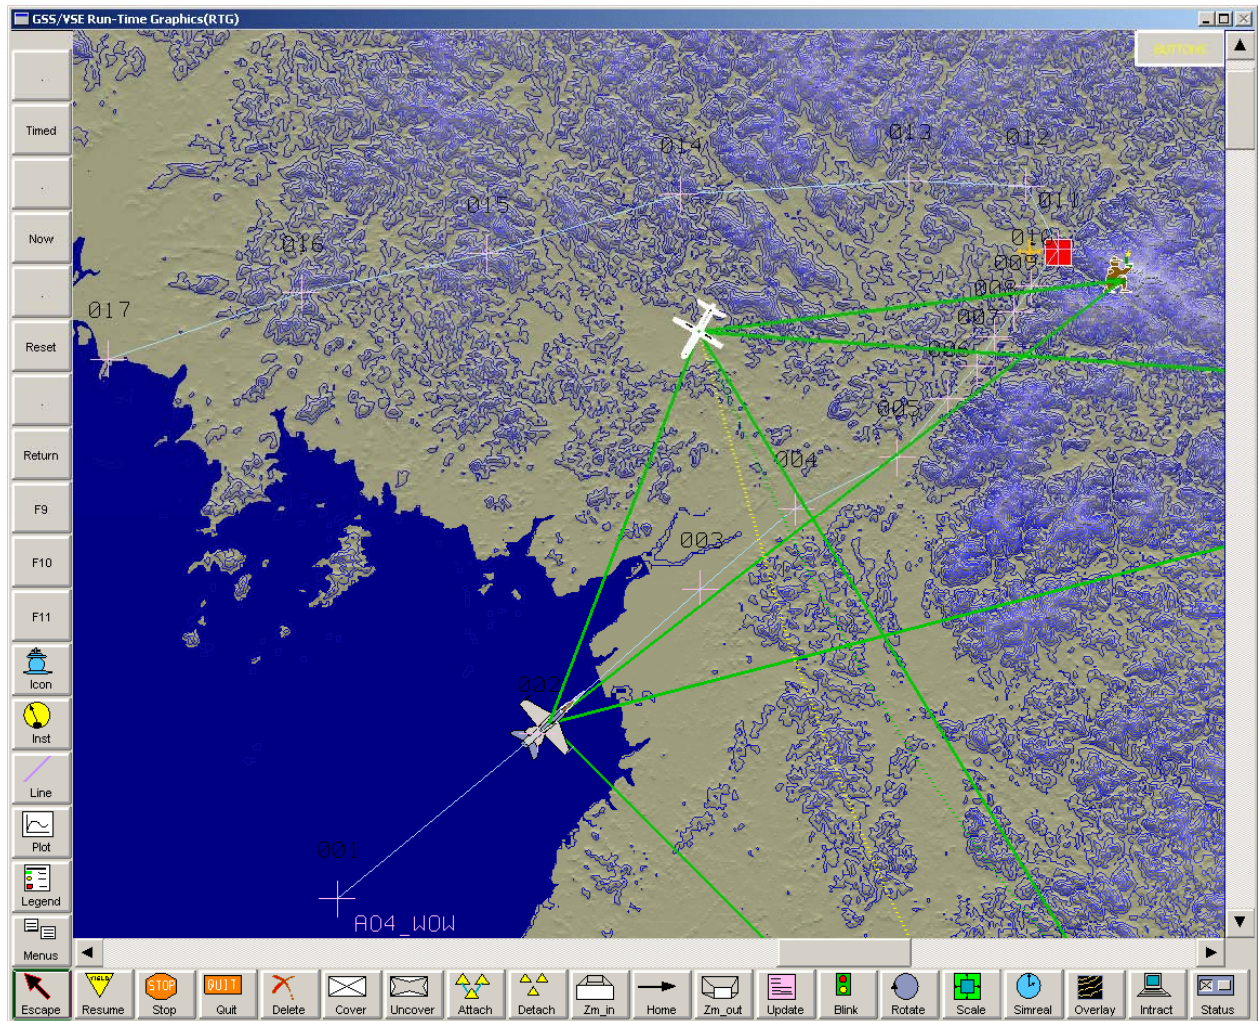 GSS/VSE Run-Time Graphics(RTG)
BUTTONS
.
Timed
.
Now
.
Reset
.
Return
F9
F10
F11
Icon
Inst
Line
Plot
Legend
Menus
013
012
014
011
015
010
016
009
008
017
007
006
005
004
003
002
001
A04_WOW
YIELD
STOP
QUIT
Escape
Resume
Stop
Quit
Delete
Cover
Uncover
Attach
Detach
Zm_in
Home
Zm_out
Update
Blink
Rotate
Scale
Simreal
Overlay
Intract
Status